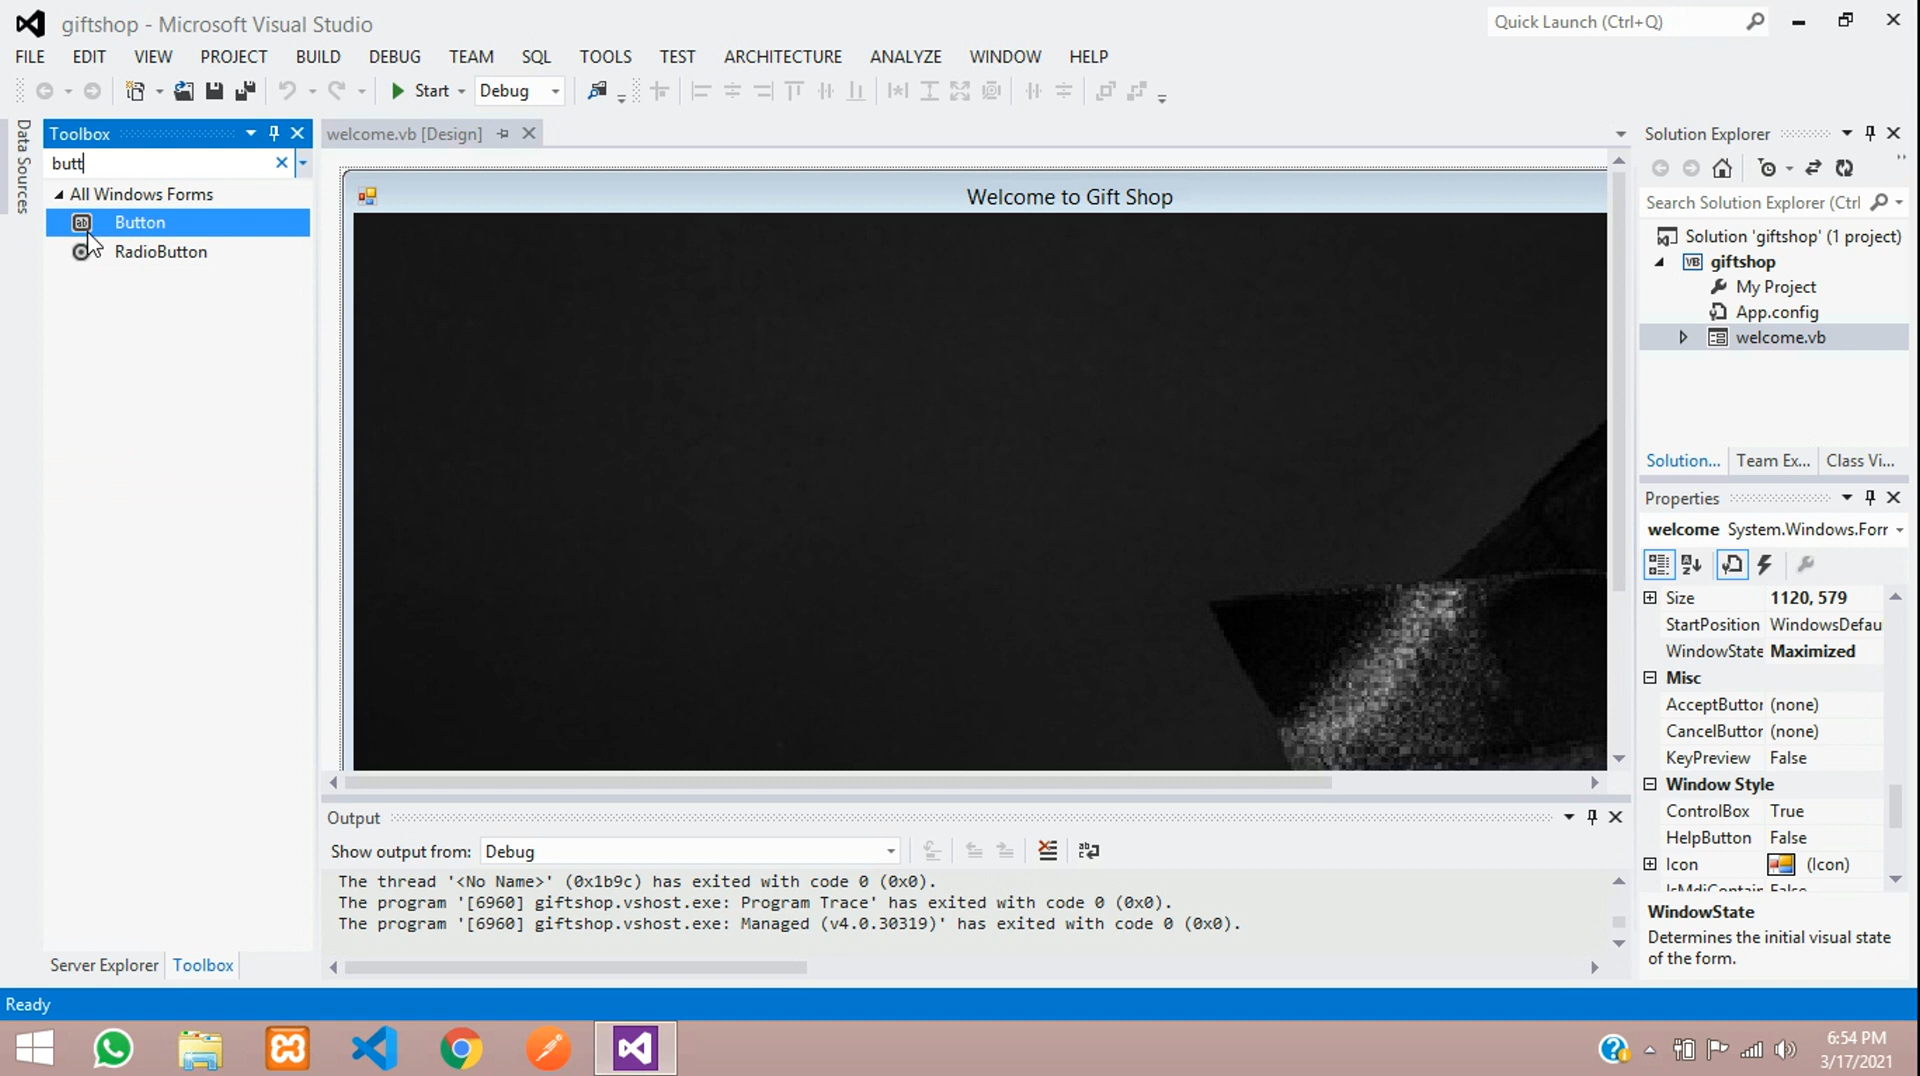 giftshop - Microsoft Visual Studio
Quick Launch (Ctrl+Q)
FILE EDIT VIEW PROJECT BUILD DEBUG TEAM SQL TOOLS TEST ARCHITECTURE ANALYZE WINDOW HELP
Start Debug
Data Sources
Toolbox
butt
All Windows Forms
Button
RadioButton
Server Explorer Toolbox
welcome.vb [Design]
Welcome to Gift Shop
Output
Show output from: Debug
The thread '<No Name>' (0x1b9c) has exited with code 0 (0x0).
The program '[6960] giftshop.vshost.exe: Program Trace' has exited with code 0 (0x0).
The program '[6960] giftshop.vshost.exe: Managed (v4.0.30319)' has exited with code 0 (0x0).
Solution Explorer
Search Solution Explorer (Ctrl
Solution 'giftshop' (1 project)
VB giftshop
My Project
App.config
welcome.vb
Solution... Team Ex... Class Vi...
Properties
welcome System.Windows.Forr
Size 1120, 579
StartPosition WindowsDefau
WindowState Maximized
Misc
AcceptButtor (none)
CancelButtor (none)
KeyPreview False
Window Style
ControlBox True
HelpButton False
Icon (Icon)
WindowState
Determines the initial visual state
of the form.
Ready
6:54 PM
3/17/2021